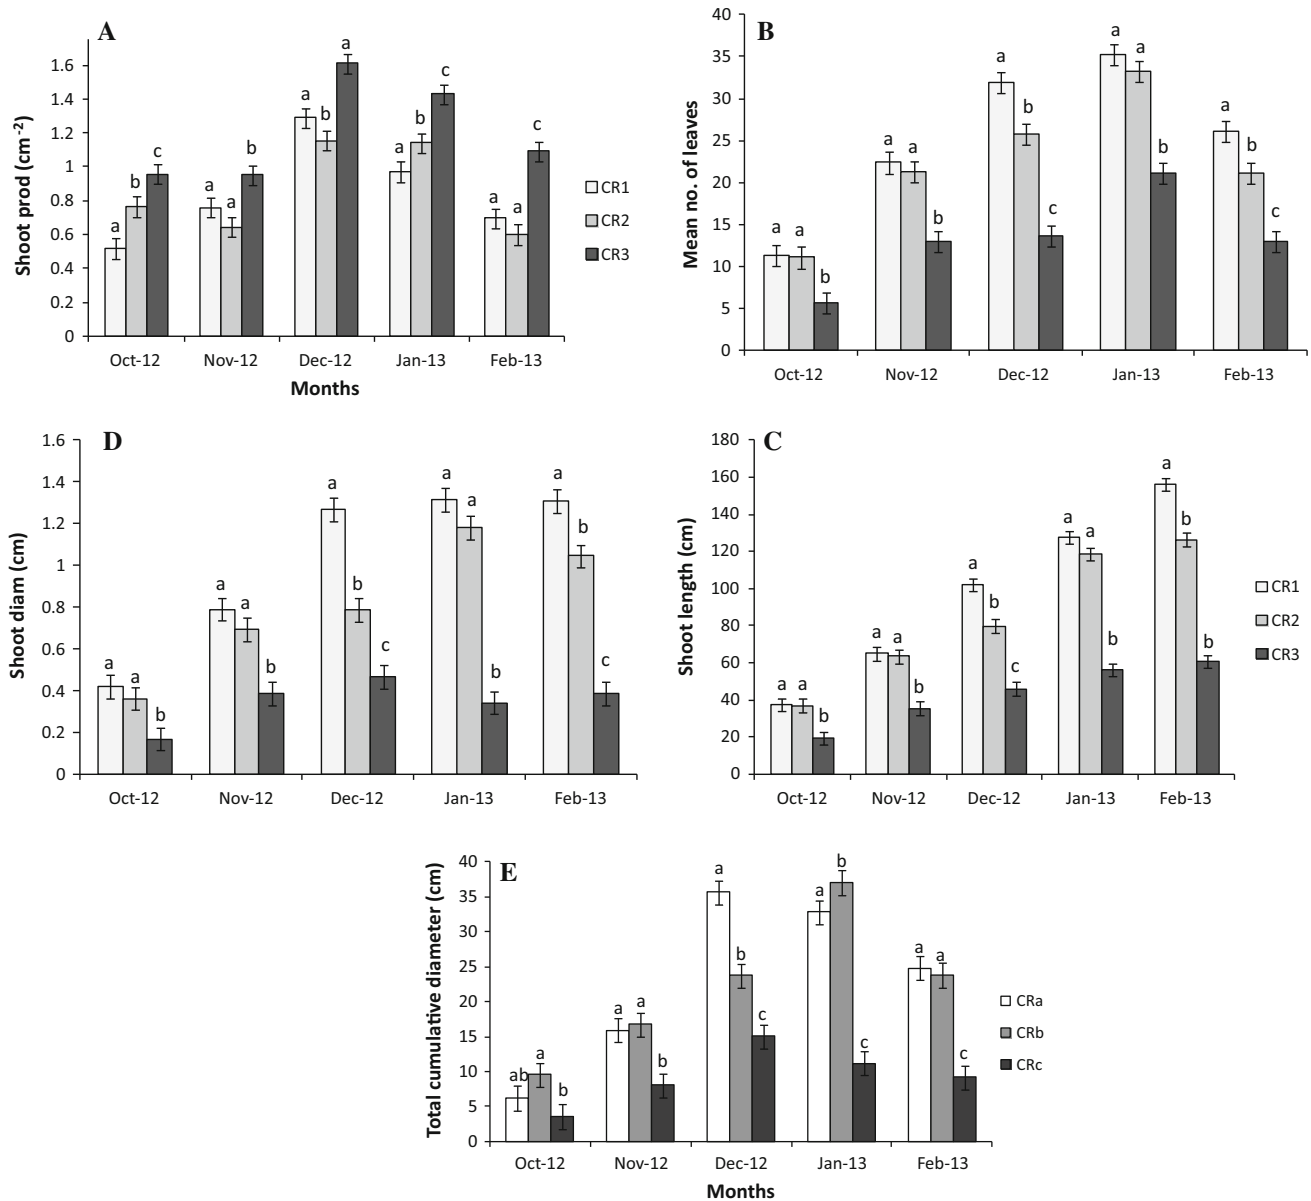 A
Shoot prod (cm-2)
1.6
1.4
1.2
1
0.8
0.6
0.4
0.2
0
a b c
a a b
a b a
a b c
a a c
Oct-12 Nov-12 Dec-12 Jan-13 Feb-13
Months
CR1
CR2
CR3
B
Mean no. of leaves
40
35
30
25
20
15
10
5
0
a a b
a a b
a b c
a a b
a b c
Oct-12 Nov-12 Dec-12 Jan-13 Feb-13
D
Shoot diam (cm)
1.6
1.4
1.2
1
0.8
0.6
0.4
0.2
0
a a b
a a b
a b c
a a b
a b c
Oct-12 Nov-12 Dec-12 Jan-13 Feb-13
C
Shoot length (cm)
180
160
140
120
100
80
60
40
20
0
a a b
a a b
a b c
a a b
a b b
Oct-12 Nov-12 Dec-12 Jan-13 Feb-13
CR1
CR2
CR3
E
Total cumulative diameter (cm)
40
35
30
25
20
15
10
5
0
ab a b
a a b
a b c
a b c
a a c
Oct-12 Nov-12 Dec-12 Jan-13 Feb-13
Months
CRa
CRb
CRc